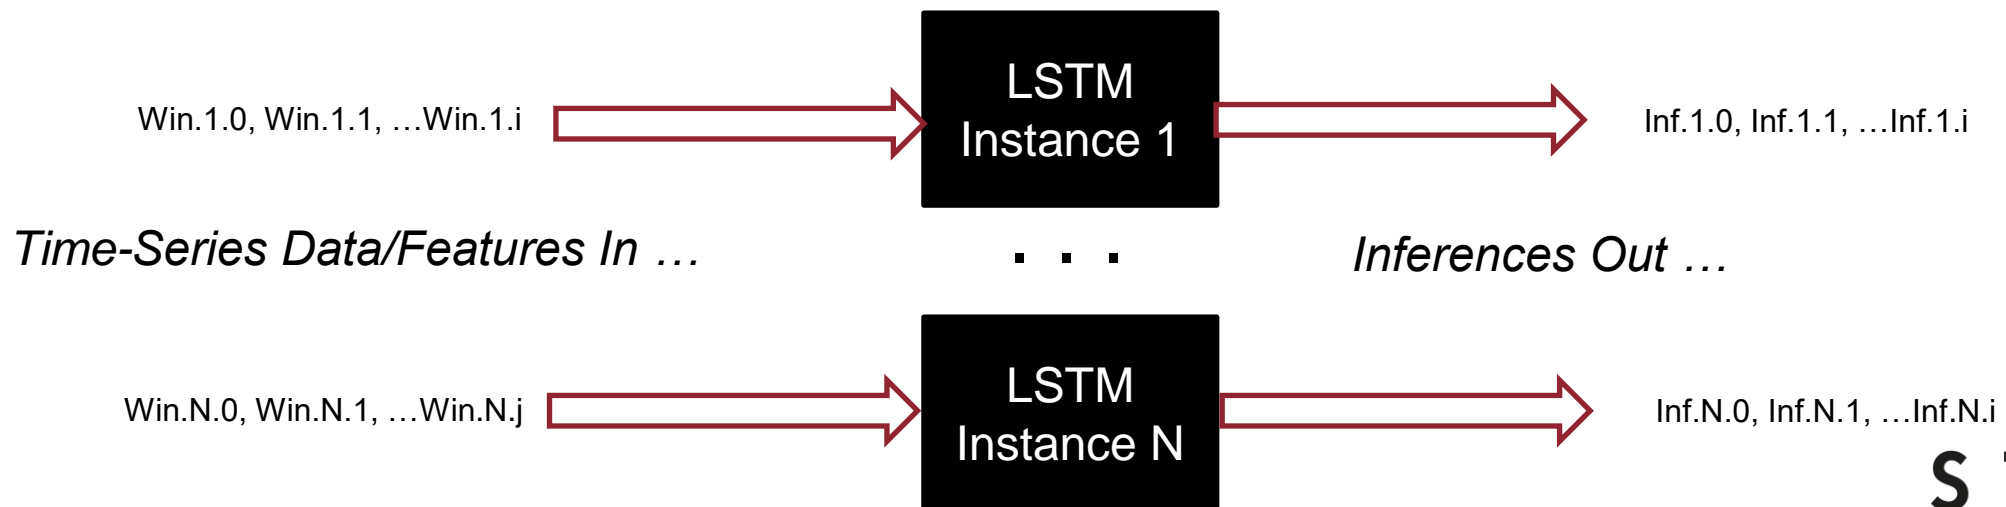 LSTM
Instance 1
Win.1.0, Win.1.1, …Win.1.i
Inf.1.0, Inf.1.1, …Inf.1.i
Time-Series Data/Features In …
. . .
Inferences Out …
LSTM
Instance N
Win.N.0, Win.N.1, …Win.N.j
Inf.N.0, Inf.N.1, …Inf.N.i
S